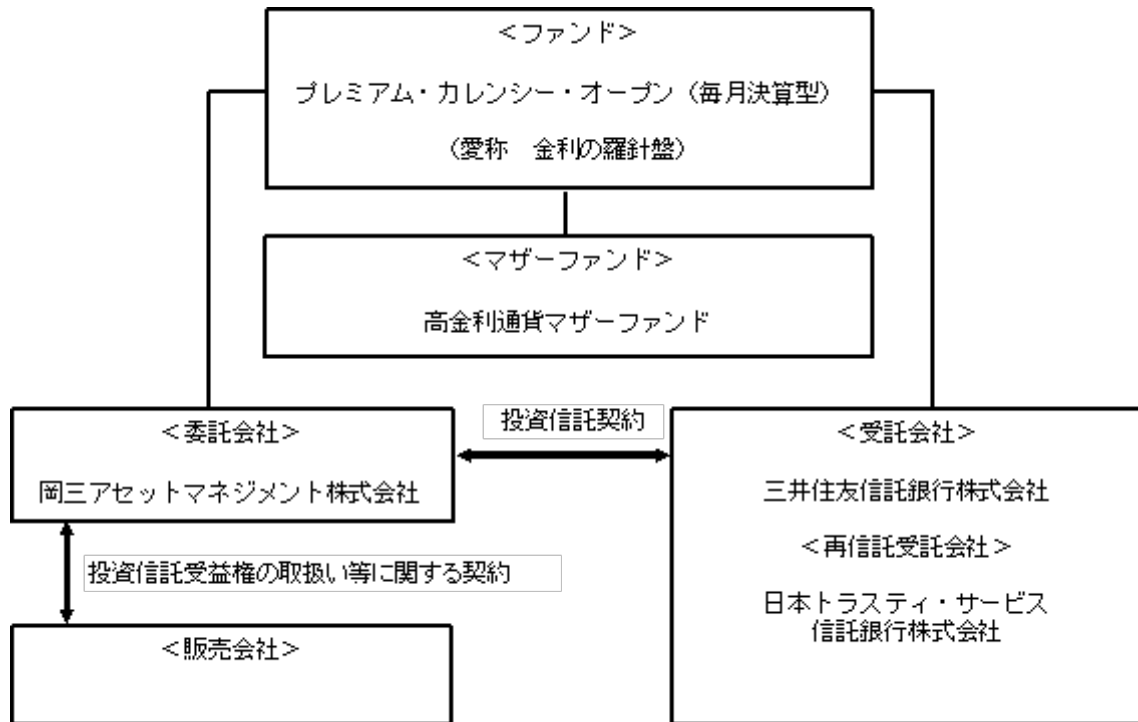 <ファンド>
プレミアム・カレンシー・オープン（毎月決算型）
（愛称　金利の羅針盤）
<マザーファンド>
高金利通貨マザーファンド
<委託会社>
岡三アセットマネジメント株式会社
投資信託契約
<受託会社>
三井住友信託銀行株式会社
<再信託受託会社>
日本トラスティ・サービス
信託銀行株式会社
投資信託受益権の取扱い等に関する契約
<販売会社>